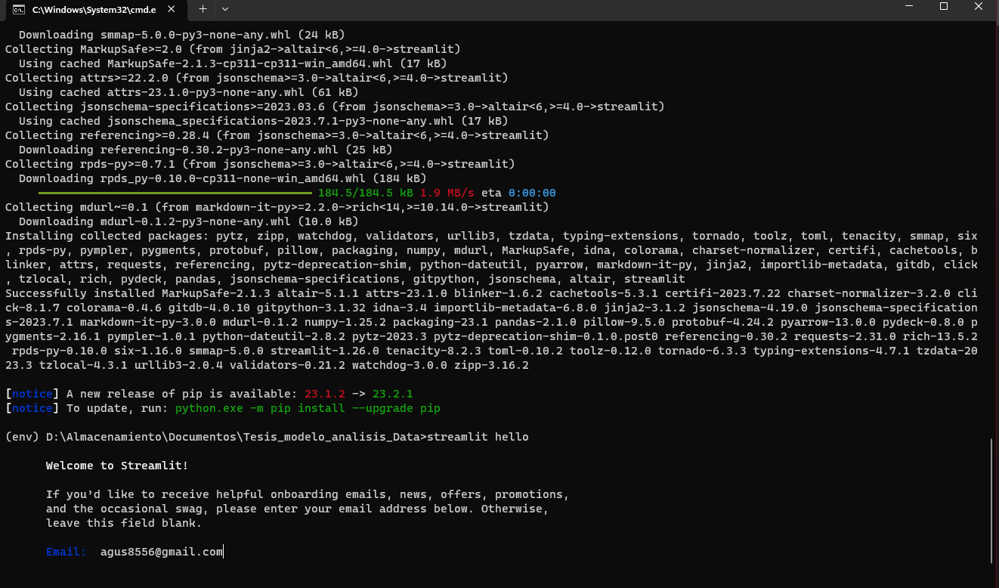 C:\Windows\System32\cmd.e
Downloading smmap-5.0.0-py3-none-any.whl (24 kB)
Collecting MarkupSafe>=2.0 (from jinja2->altair<6,>=4.0->streamlit)
Using cached MarkupSafe-2.1.3-cp311-cp311-win_amd64.whl (17 kB)
Collecting attrs>=22.2.0 (from jsonschema>=3.0->altair<6,>=4.0->streamlit)
Using cached attrs-23.1.0-py3-none-any.whl (61 kB)
Collecting jsonschema-specifications>=2023.03.6 (from jsonschema>=3.0->altair<6,>=4.0->streamlit)
Using cached jsonschema_specifications-2023.7.1-py3-none-any.whl (17 kB)
Collecting referencing>=0.28.4 (from jsonschema>=3.0->altair<6,>=4.0->streamlit)
Downloading referencing-0.30.2-py3-none-any.whl (25 kB)
Collecting rpds-py>=0.7.1 (from jsonschema>=3.0->altair<6,>=4.0->streamlit)
Downloading rpds_py-0.10.0-cp311-none-win_amd64.whl (184 kB)
184.5/184.5 kB 1.9 MB/s eta 0:00:00
Collecting mdurl~=0.1 (from markdown-it-py>=2.2.0->rich<14,>=10.14.0->streamlit)
Downloading mdurl-0.1.2-py3-none-any.whl (10.0 kB)
Installing collected packages: pytz, zipp, watchdog, validators, urllib3, tzdata, typing-extensions, tornado, toolz, toml, tenacity, smmap, six
, rpds-py, pympler, pygments, protobuf, pillow, packaging, numpy, mdurl, MarkupSafe, idna, colorama, charset-normalizer, certifi, cachetools, b
linker, attrs, requests, referencing, pytz-deprecation-shim, python-dateutil, pyarrow, markdown-it-py, jinja2, importlib-metadata, gitdb, click
, tzlocal, rich, pydeck, pandas, jsonschema-specifications, gitpython, jsonschema, altair, streamlit
Successfully installed MarkupSafe-2.1.3 altair-5.1.1 attrs-23.1.0 blinker-1.6.2 cachetools-5.3.1 certifi-2023.7.22 charset-normalizer-3.2.0 cli
ck-8.1.7 colorama-0.4.6 gitdb-4.0.10 gitpython-3.1.32 idna-3.4 importlib-metadata-6.8.0 jinja2-3.1.2 jsonschema-4.19.0 jsonschema-specification
s-2023.7.1 markdown-it-py-3.0.0 mdurl-0.1.2 numpy-1.25.2 packaging-23.1 pandas-2.1.0 pillow-9.5.0 protobuf-4.24.2 pyarrow-13.0.0 pydeck-0.8.0 p
ygments-2.16.1 pympler-1.0.1 python-dateutil-2.8.2 pytz-2023.3 pytz-deprecation-shim-0.1.0.post0 referencing-0.30.2 requests-2.31.0 rich-13.5.2
rpds-py-0.10.0 six-1.16.0 smmap-5.0.0 streamlit-1.26.0 tenacity-8.2.3 toml-0.10.2 toolz-0.12.0 tornado-6.3.3 typing-extensions-4.7.1 tzdata-20
23.3 tzlocal-4.3.1 urllib3-2.0.4 validators-0.21.2 watchdog-3.0.0 zipp-3.16.2
[notice] A new release of pip is available: 23.1.2 -> 23.2.1
[notice] To update, run: python.exe -m pip install --upgrade pip
(env) D:\Almacenamiento\Documentos\Tesis_modelo_analisis_Data>streamlit hello
Welcome to Streamlit!
If you’d like to receive helpful onboarding emails, news, offers, promotions,
and the occasional swag, please enter your email address below. Otherwise,
leave this field blank.
Email: agus8556@gmail.com